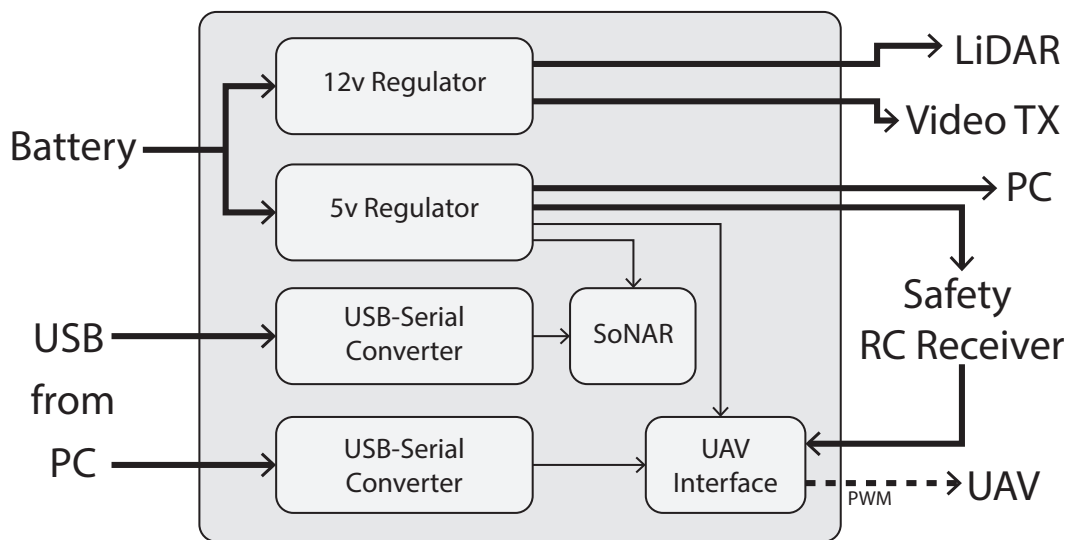 12v Regulator
LiDAR
Video TX
Battery
5v Regulator
PC
USB-Serial
Converter
SoNAR
Safety
RC Receiver
USB
from
PC
USB-Serial
Converter
UAV
Interface
PWM
UAV